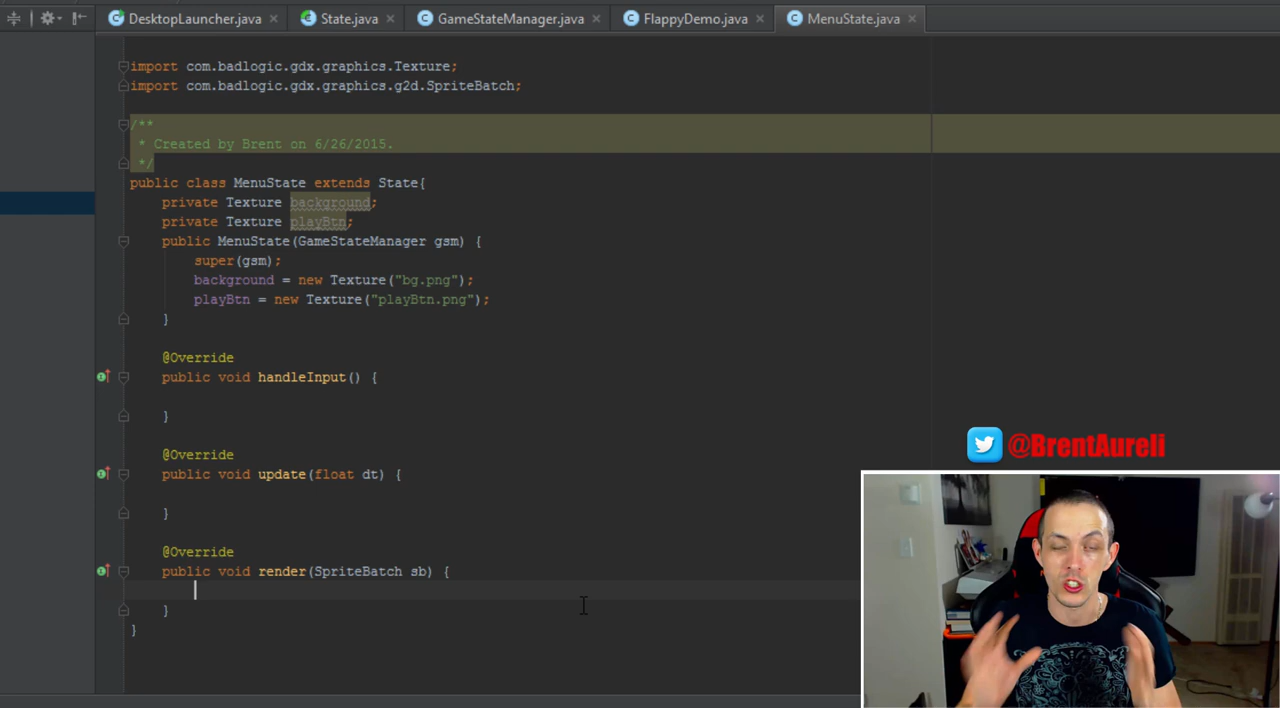 DesktopLauncher.java State.java GameStateManager.java FlappyDemo.java MenuState.java
import com.badlogic.gdx.graphics.Texture;
import com.badlogic.gdx.graphics.g2d.SpriteBatch;
/**
* Created by Brent on 6/26/2015.
*/
public class MenuState extends State{
private Texture background;
private Texture playBtn;
public MenuState(GameStateManager gsm) {
super(gsm);
background = new Texture("bg.png");
playBtn = new Texture("playBtn.png");
}
@Override
public void handleInput() {
}
@Override
public void update(float dt) {
}
@Override
public void render(SpriteBatch sb) {
}
}
@BrentAureli